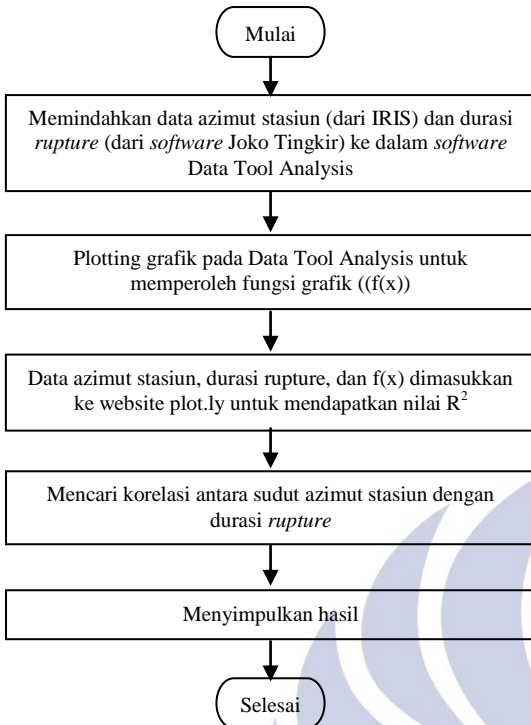 Mulai
Memindahkan data azimut stasiun (dari IRIS) dan durasi
rupture (dari software Joko Tingkir) ke dalam software
Data Tool Analysis
Plotting grafik pada Data Tool Analysis untuk
memperoleh fungsi grafik ((f(x))
Data azimut stasiun, durasi rupture, dan f(x) dimasukkan
ke website plot.ly untuk mendapatkan nilai R²
Mencari korelasi antara sudut azimut stasiun dengan
durasi rupture
Menyimpulkan hasil
Selesai